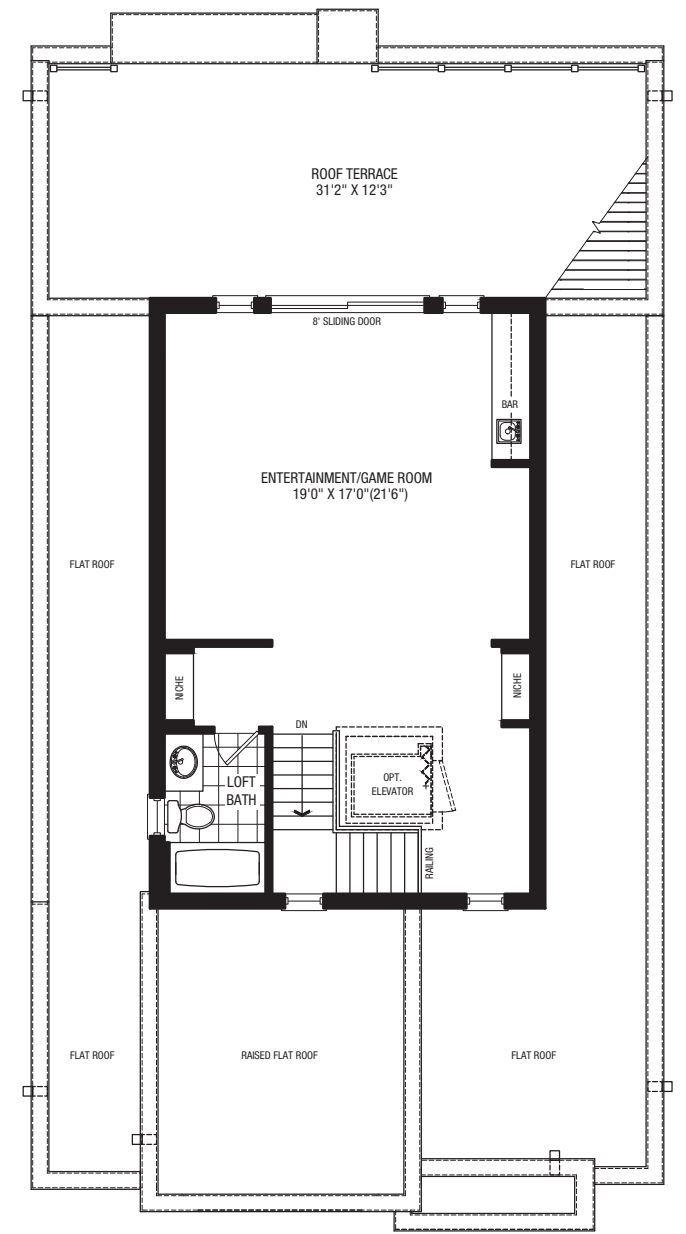 ROOF TERRACE
31'2" X 12'3"
8' SLIDING DOOR
BAR
ENTERTAINMENT/GAME ROOM
19'0" X 17'0"(21'6")
FLAT ROOF
FLAT ROOF
NICHE
NICHE
DN
LOFT
BATH
OPT.
ELEVATOR
RAILING
FLAT ROOF
RAISED FLAT ROOF
FLAT ROOF